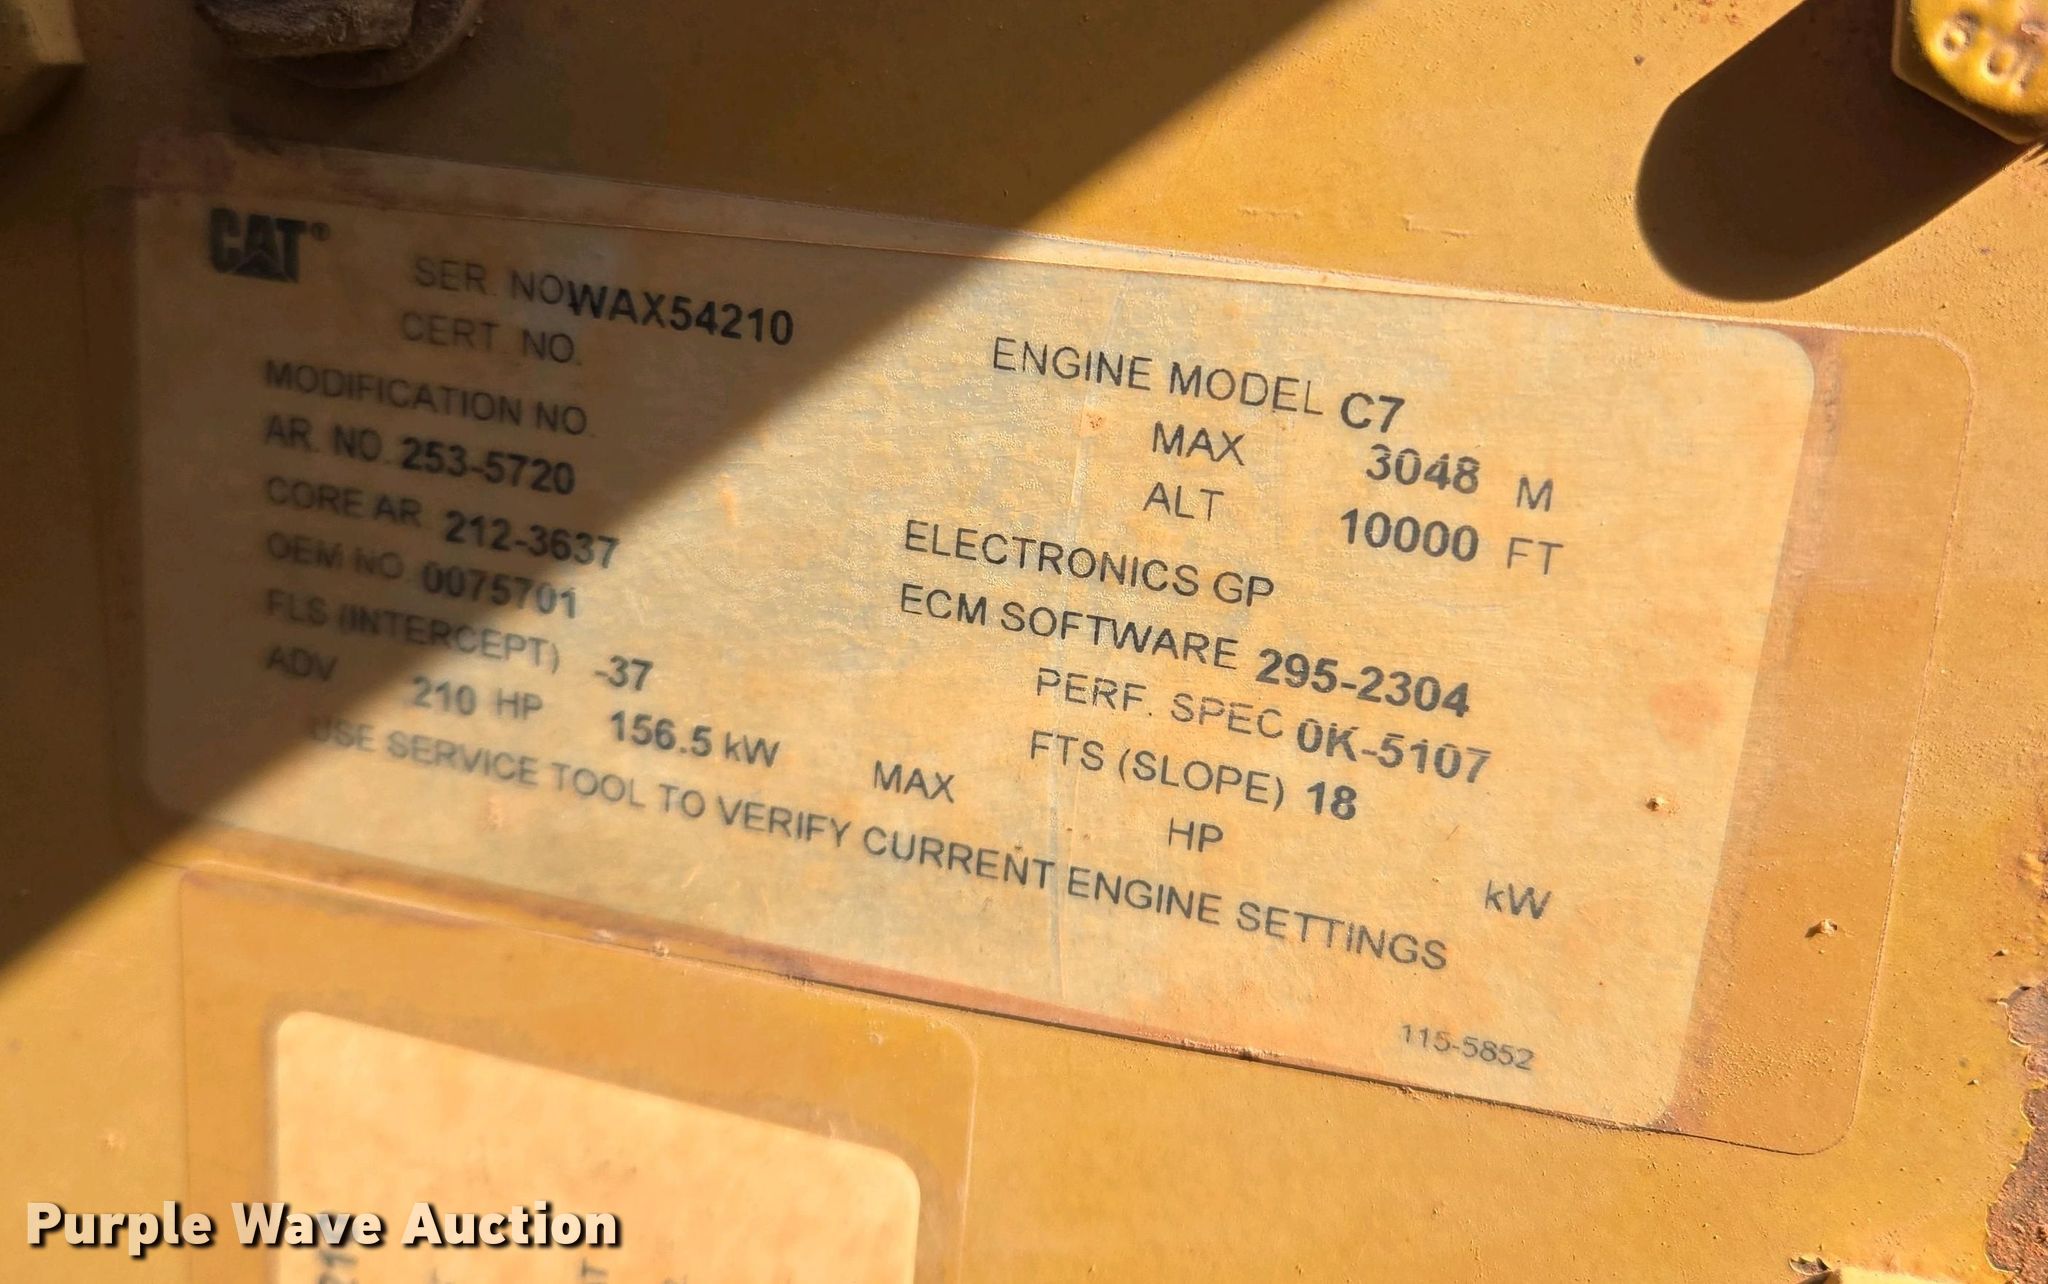 CAT®
SER. NO WAX54210
CERT. NO.
MODIFICATION NO.
AR. NO. 253-5720
CORE AR. 212-3637
OEM NO. 0075701
FLS (INTERCEPT) -37
ADV 210 HP 156.5 kW
ENGINE MODEL C7
MAX 3048 M
ALT 10000 FT
ELECTRONICS GP
ECM SOFTWARE 295-2304
PERF. SPEC 0K-5107
FTS (SLOPE) 18
MAX HP kW
USE SERVICE TOOL TO VERIFY CURRENT ENGINE SETTINGS
115-5852
Purple Wave Auction